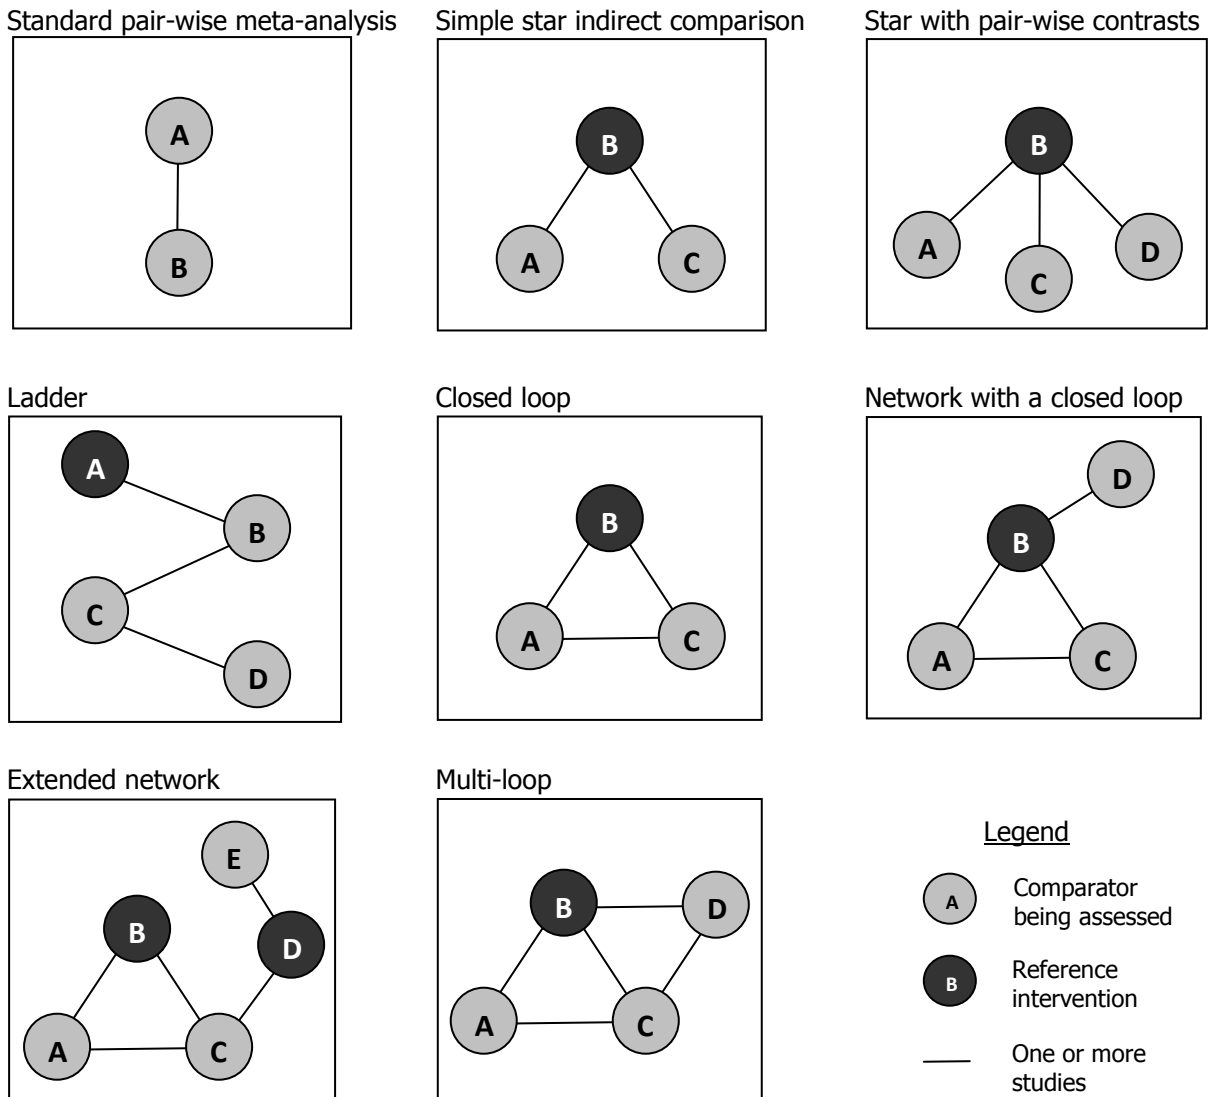 Standard pair-wise meta-analysis
Simple star indirect comparison
Star with pair-wise contrasts
A
B
B
A
C
B
A
C
D
Ladder
Closed loop
Network with a closed loop
A
B
C
D
B
A
C
D
B
A
C
Extended network
Multi-loop
E
B
D
A
C
B
D
A
C
Legend
A
Comparator
being assessed
B
Reference
intervention
One or more
studies